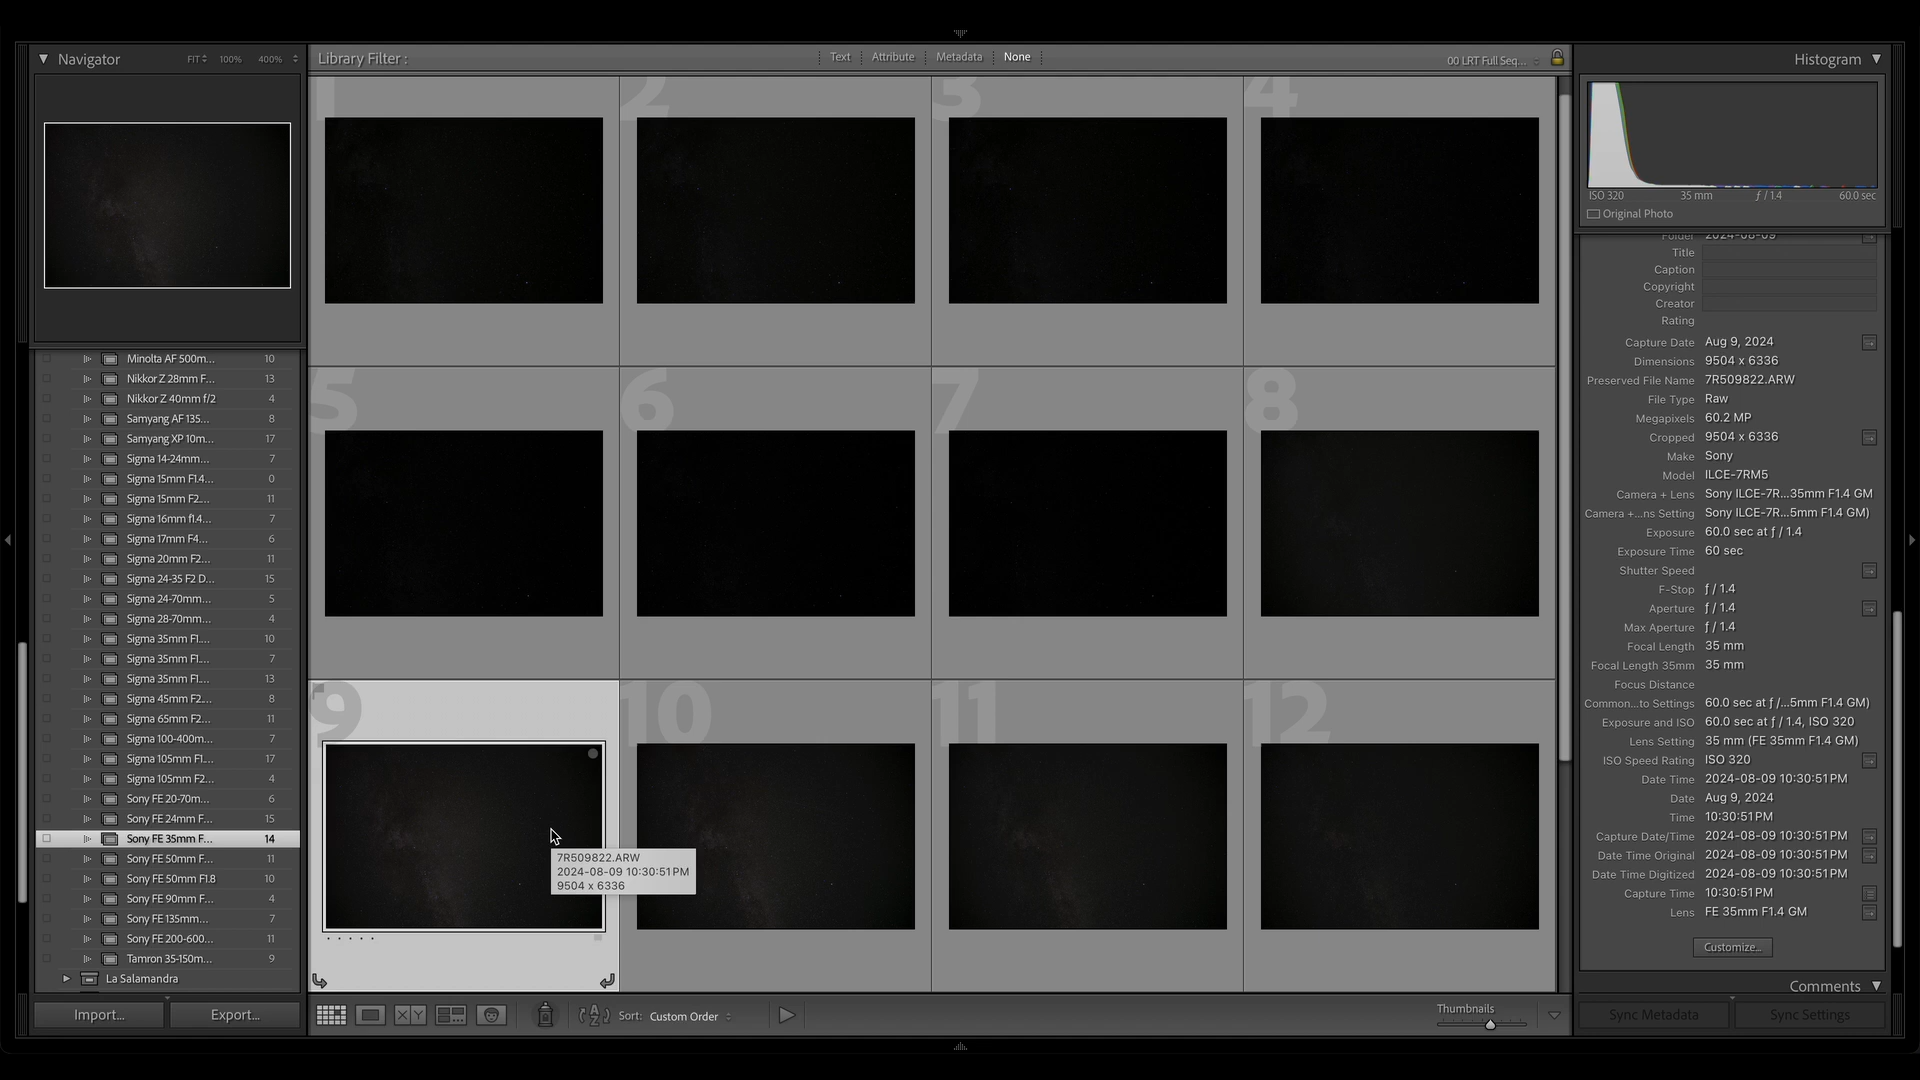 Navigator
FIT
100%
400%
Library Filter :
Text
Attribute
Metadata
None
00 LRT Full Seq...
Histogram
ISO 320
35 mm
ƒ / 1.4
60.0 sec
Original Photo
1
2
3
4
5
6
7
8
9
10
11
12
7R509822.ARW
2024-08-09 10:30:51 PM
9504 x 6336
Minolta AF 500m... 10
Nikkor Z 28mm F... 13
Nikkor Z 40mm f/2 4
Samyang AF 135... 8
Samyang XP 10m... 17
Sigma 14-24mm... 7
Sigma 15mm F1.4... 0
Sigma 15mm F2.... 11
Sigma 16mm f1.4... 7
Sigma 17mm F4... 6
Sigma 20mm F2... 11
Sigma 24-35 F2 D... 15
Sigma 24-70mm... 5
Sigma 28-70mm... 4
Sigma 35mm F1.... 10
Sigma 35mm F1.... 7
Sigma 35mm F1.... 13
Sigma 45mm F2.... 8
Sigma 65mm F2... 11
Sigma 100-400m... 7
Sigma 105mm F1... 17
Sigma 105mm F2... 4
Sony FE 20-70m... 6
Sony FE 24mm F... 15
Sony FE 35mm F... 14
Sony FE 50mm F... 11
Sony FE 50mm F1.8 10
Sony FE 90mm F... 4
Sony FE 135mm... 7
Sony FE 200-600... 11
Tamron 35-150m... 9
La Salamandra
Import...
Export...
Sort: Custom Order
Thumbnails
Folder 2024-08-09
Title
Caption
Copyright
Creator
Rating
Capture Date Aug 9, 2024
Dimensions 9504 x 6336
Preserved File Name 7R509822.ARW
File Type Raw
Megapixels 60.2 MP
Cropped 9504 x 6336
Make Sony
Model ILCE-7RM5
Camera + Lens Sony ILCE-7R...35mm F1.4 GM
Camera +...ns Setting Sony ILCE-7R...5mm F1.4 GM)
Exposure 60.0 sec at ƒ / 1.4
Exposure Time 60 sec
Shutter Speed
F-Stop ƒ / 1.4
Aperture ƒ / 1.4
Max Aperture ƒ / 1.4
Focal Length 35 mm
Focal Length 35mm 35 mm
Focus Distance
Common...to Settings 60.0 sec at ƒ /...5mm F1.4 GM)
Exposure and ISO 60.0 sec at ƒ / 1.4, ISO 320
Lens Setting 35 mm (FE 35mm F1.4 GM)
ISO Speed Rating ISO 320
Date Time 2024-08-09 10:30:51 PM
Date Aug 9, 2024
Time 10:30:51 PM
Capture Date/Time 2024-08-09 10:30:51 PM
Date Time Original 2024-08-09 10:30:51 PM
Date Time Digitized 2024-08-09 10:30:51 PM
Capture Time 10:30:51 PM
Lens FE 35mm F1.4 GM
Customize...
Comments
Sync Metadata
Sync Settings